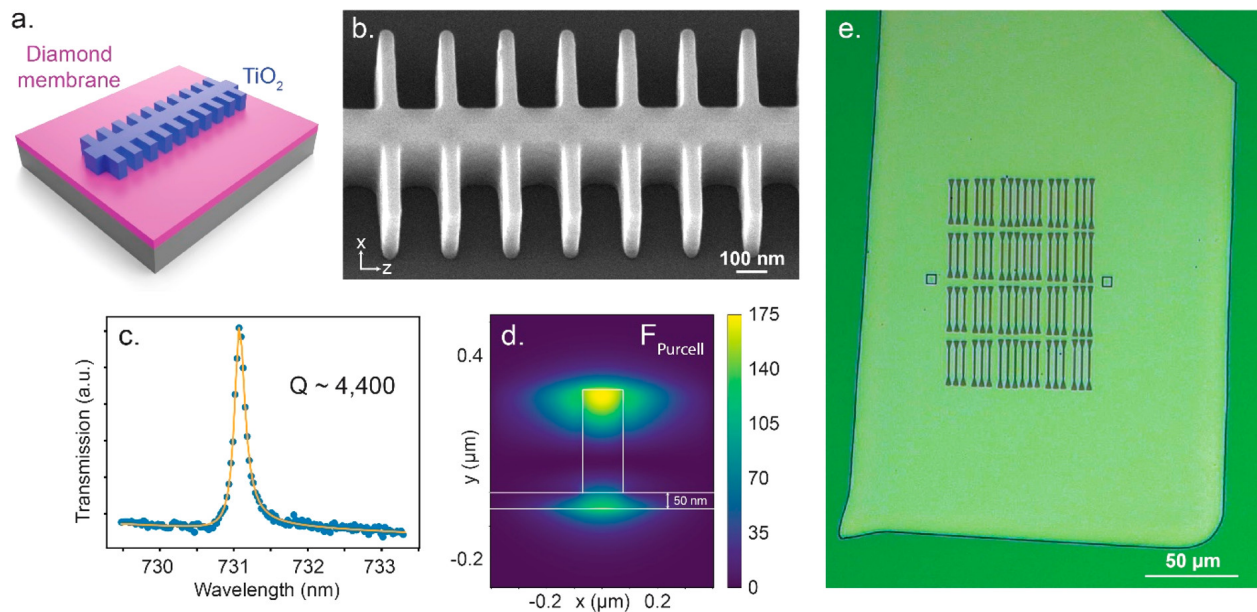 a.
Diamond
membrane
TiO₂
b.
x
z
100 nm
c.
Q ~ 4,400
Transmission (a.u.)
730
731
732
733
Wavelength (nm)
d.
F_Purcell
0.4
y (μm)
-0.2
50 nm
-0.2
x (μm)
0.2
175
140
105
70
35
0
e.
50 μm